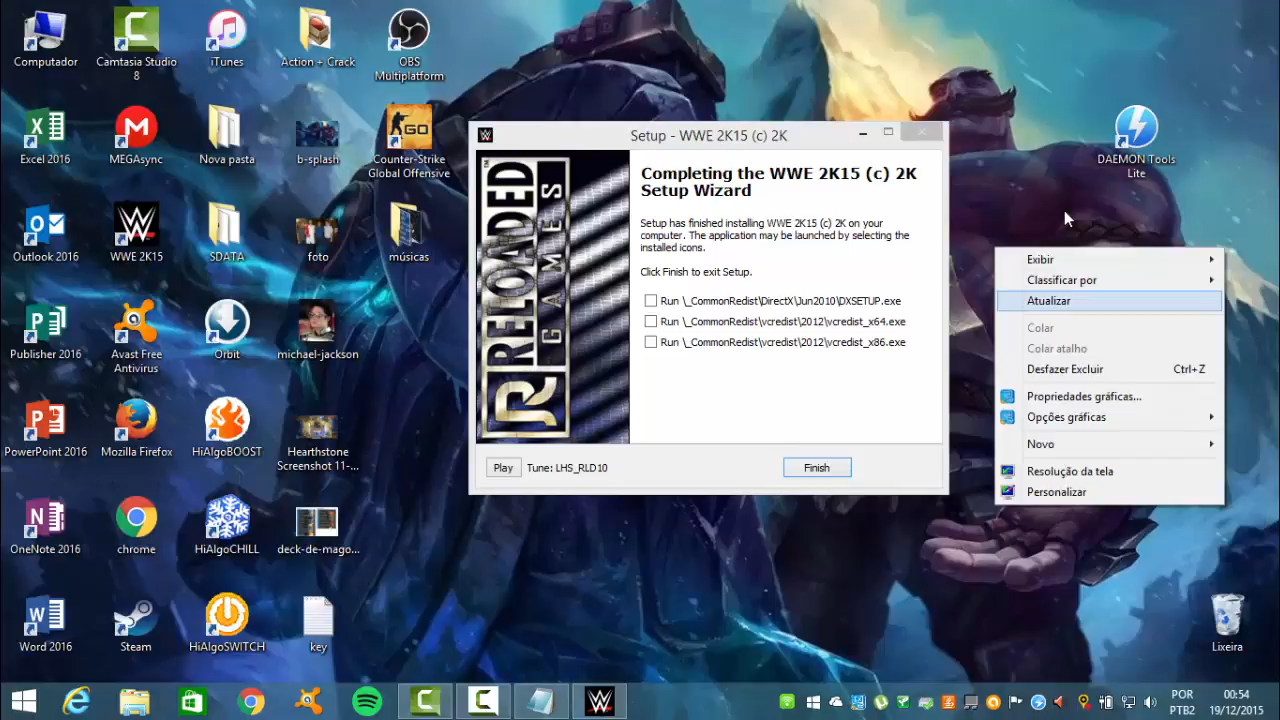 Computador
Camtasia Studio
8
iTunes
Action + Crack
OBS
Multiplatform
Excel 2016
MEGAsync
Nova pasta
b-splash
GO
Counter-Strike
Global Offensive
Outlook 2016
WWE 2K15
SDATA
foto
músicas
Publisher 2016
Avast Free
Antivirus
Orbit
michael-jackson
PowerPoint 2016
Mozilla Firefox
HiAlgoBOOST
Hearthstone
Screenshot 11-...
OneNote 2016
chrome
HiAlgoCHILL
deck-de-mago...
Word 2016
Steam
HiAlgoSWITCH
key
Setup - WWE 2K15 (c) 2K
RELOADED
GAMES
Completing the WWE 2K15 (c) 2K
Setup Wizard
Setup has finished installing WWE 2K15 (c) 2K on your
computer. The application may be launched by selecting the
installed icons.
Click Finish to exit Setup.
Run \_CommonRedist\DirectX\Jun2010\DXSETUP.exe
Run \_CommonRedist\vcredist\2012\vcredist_x64.exe
Run \_CommonRedist\vcredist\2012\vcredist_x86.exe
Play
Tune: LHS_RLD10
Finish
DAEMON Tools
Lite
Exibir
Classificar por
Atualizar
Colar
Colar atalho
Desfazer Excluir Ctrl+Z
Propriedades gráficas...
Opções gráficas
Novo
Resolução da tela
Personalizar
Lixeira
POR
PTB2
00:54
19/12/2015